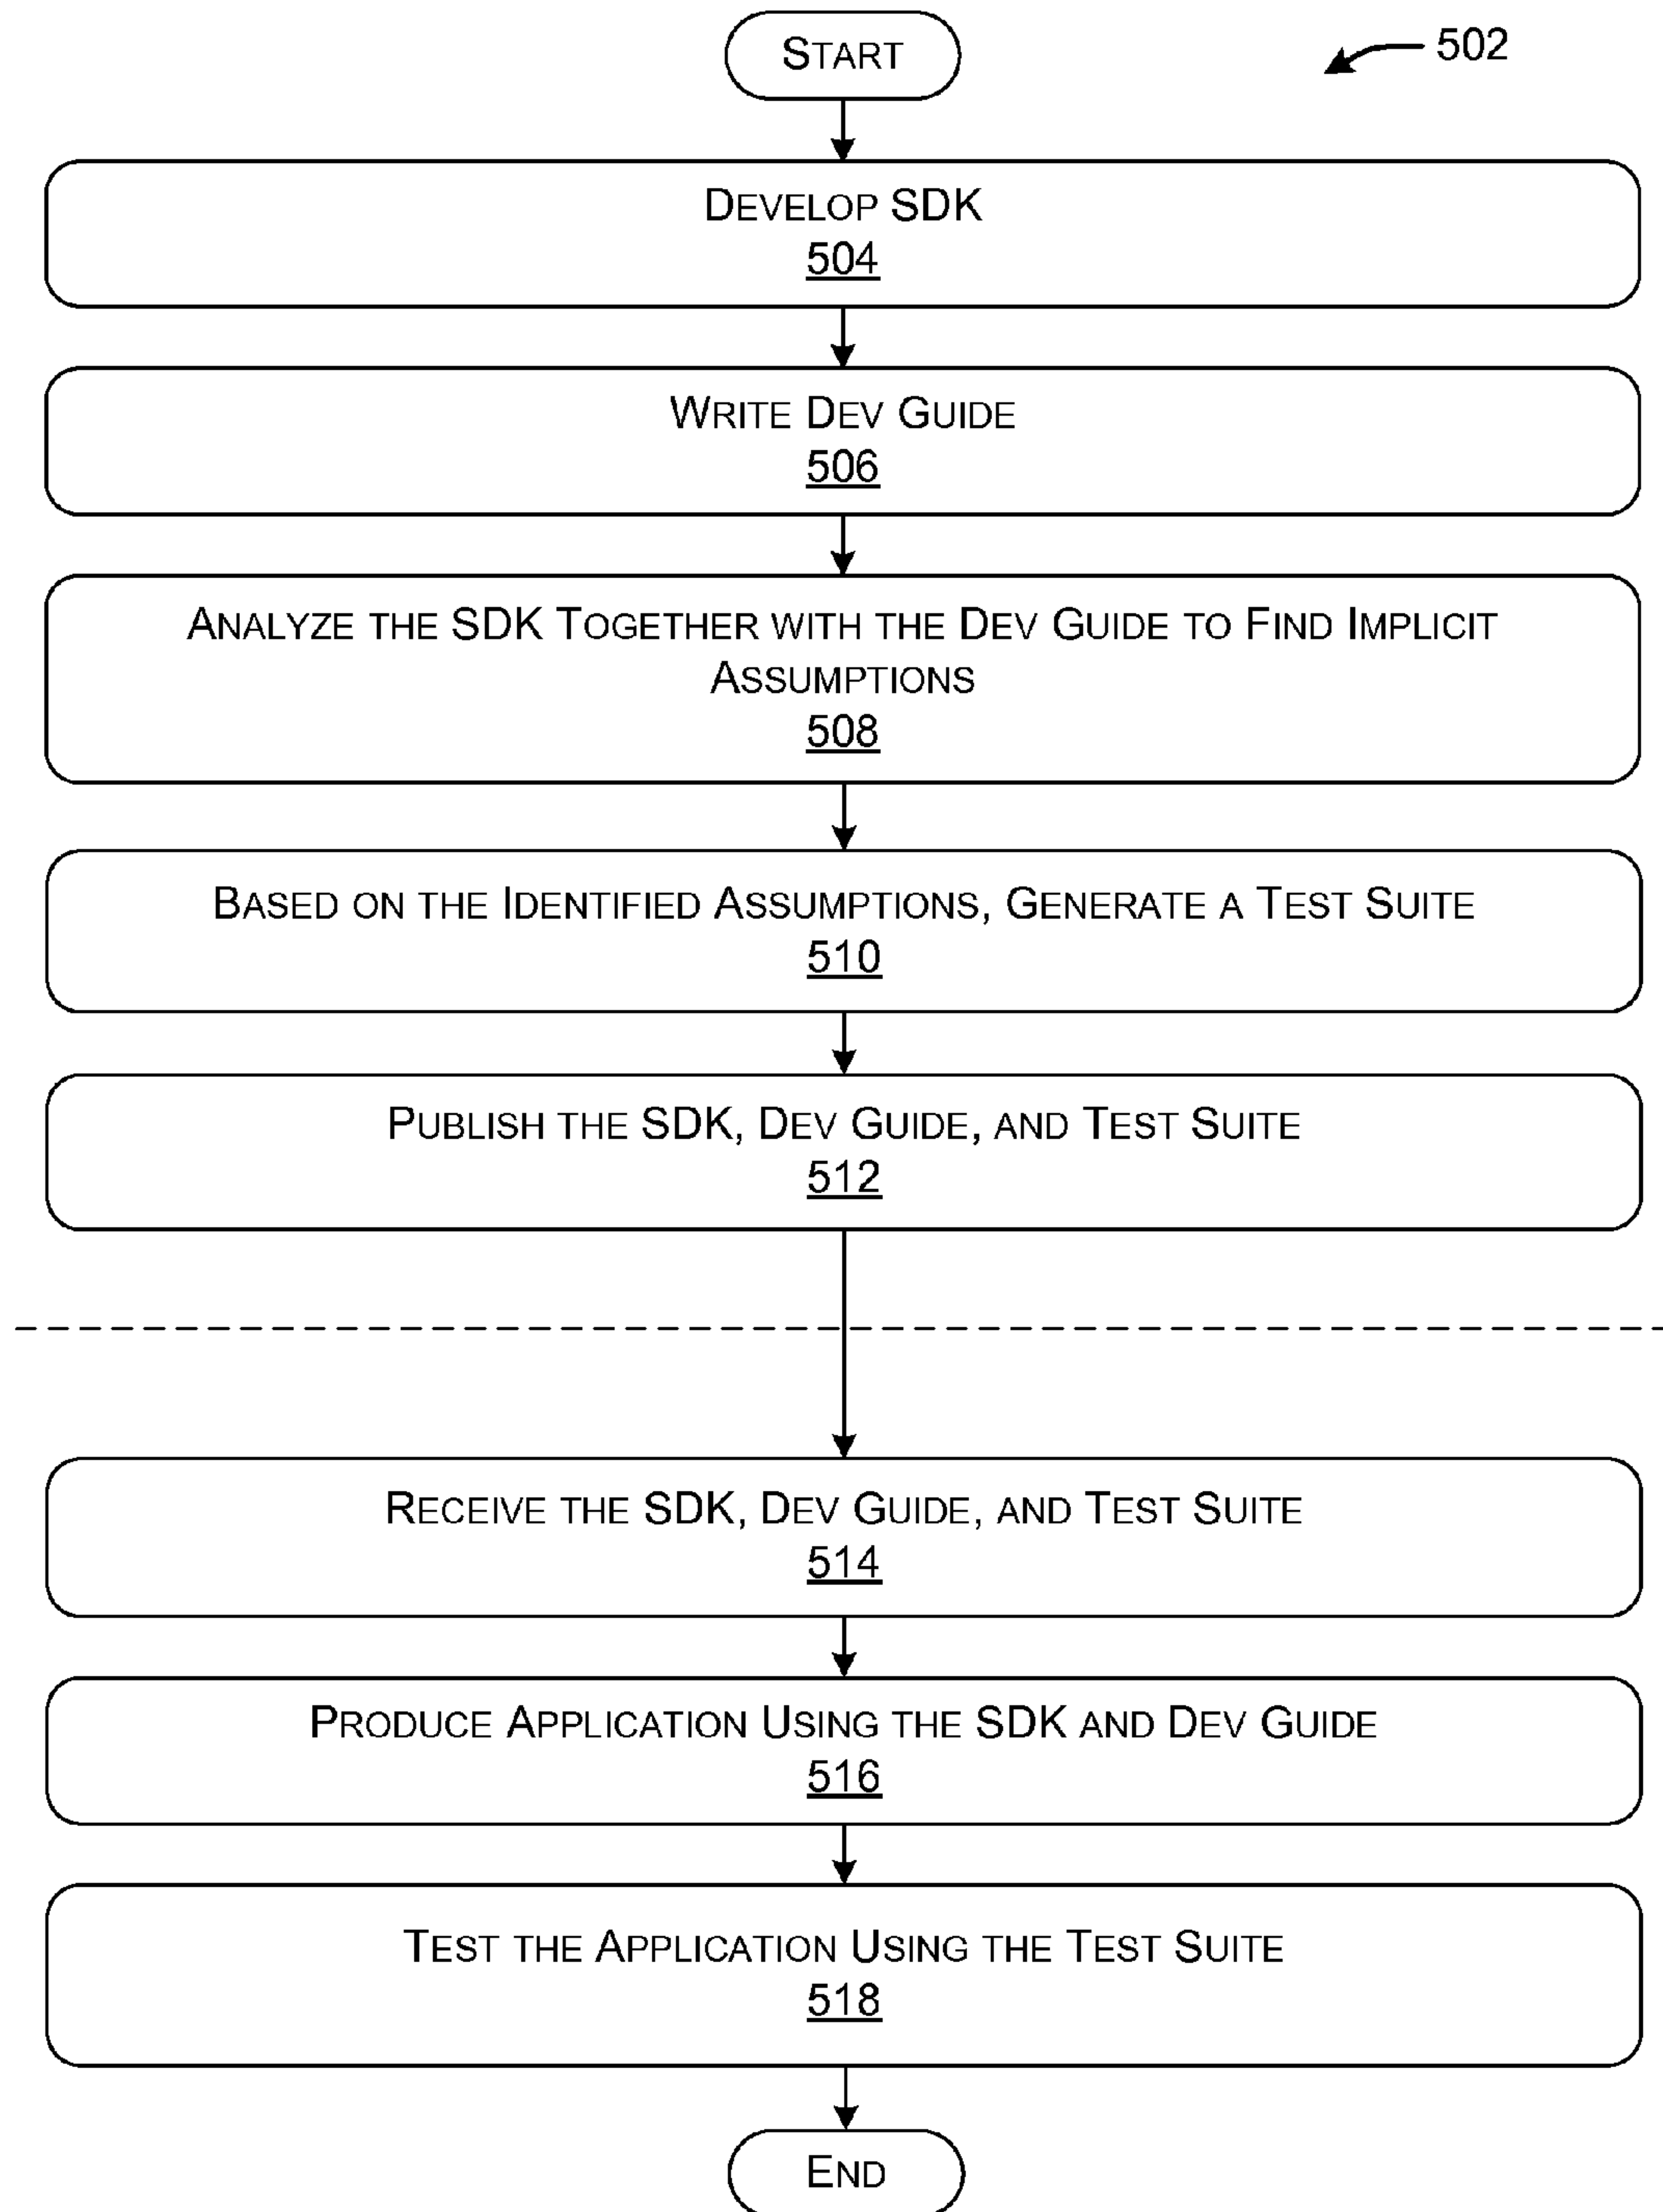 START
502
DEVELOP SDK
504
WRITE DEV GUIDE
506
ANALYZE THE SDK TOGETHER WITH THE DEV GUIDE TO FIND IMPLICIT
ASSUMPTIONS
508
BASED ON THE IDENTIFIED ASSUMPTIONS, GENERATE A TEST SUITE
510
PUBLISH THE SDK, DEV GUIDE, AND TEST SUITE
512
RECEIVE THE SDK, DEV GUIDE, AND TEST SUITE
514
PRODUCE APPLICATION USING THE SDK AND DEV GUIDE
516
TEST THE APPLICATION USING THE TEST SUITE
518
END